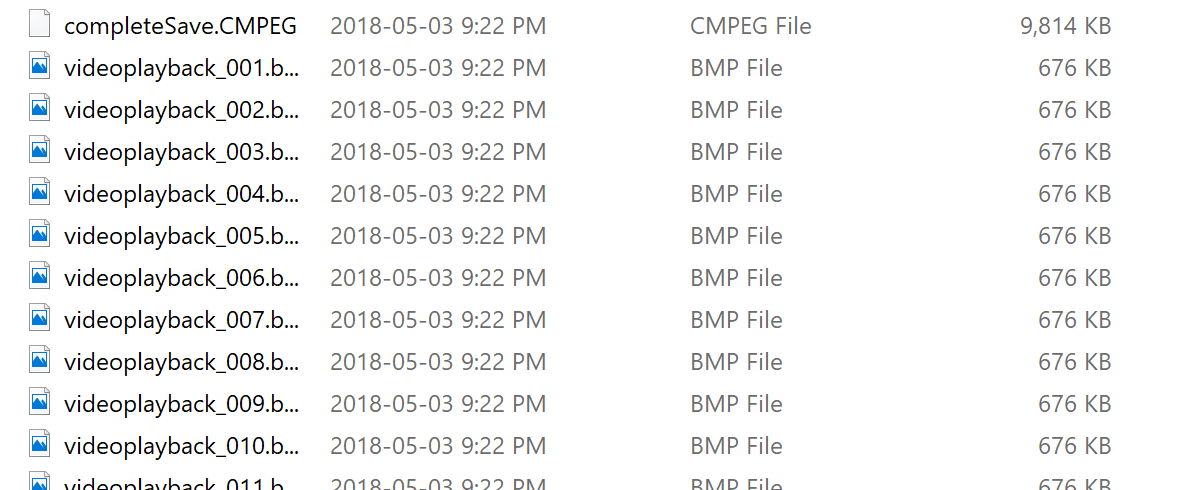 completeSave.CMPEG 2018-05-03 9:22 PM CMPEG File 9,814 KB
videoplayback_001.b... 2018-05-03 9:22 PM BMP File 676 KB
videoplayback_002.b... 2018-05-03 9:22 PM BMP File 676 KB
videoplayback_003.b... 2018-05-03 9:22 PM BMP File 676 KB
videoplayback_004.b... 2018-05-03 9:22 PM BMP File 676 KB
videoplayback_005.b... 2018-05-03 9:22 PM BMP File 676 KB
videoplayback_006.b... 2018-05-03 9:22 PM BMP File 676 KB
videoplayback_007.b... 2018-05-03 9:22 PM BMP File 676 KB
videoplayback_008.b... 2018-05-03 9:22 PM BMP File 676 KB
videoplayback_009.b... 2018-05-03 9:22 PM BMP File 676 KB
videoplayback_010.b... 2018-05-03 9:22 PM BMP File 676 KB
videoplayback_011.b... 2018-05-03 9:22 PM BMP File 676 KB